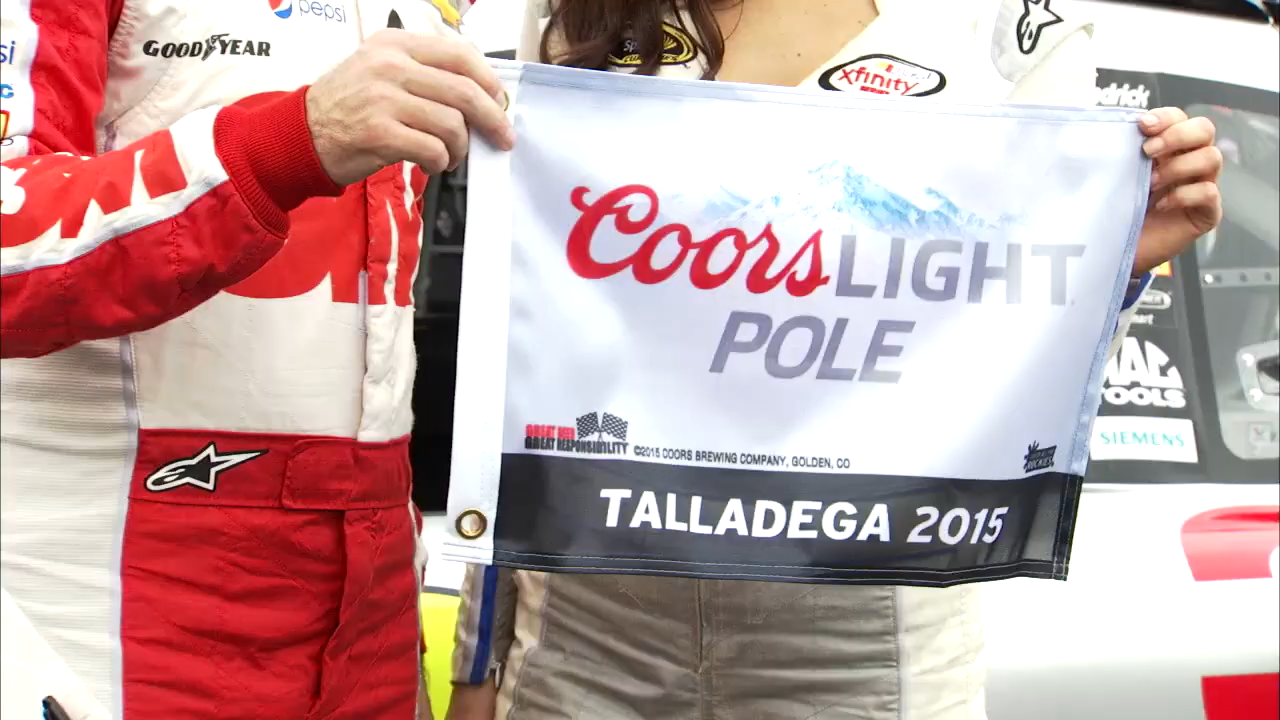 pepsi
GOODYEAR
xfinity
SERIES
Coors LIGHT
POLE
GREAT BEER
GREAT RESPONSIBILITY
©2015 COORS BREWING COMPANY, GOLDEN, CO
TALLADEGA 2015
MAC
TOOLS
SIEMENS